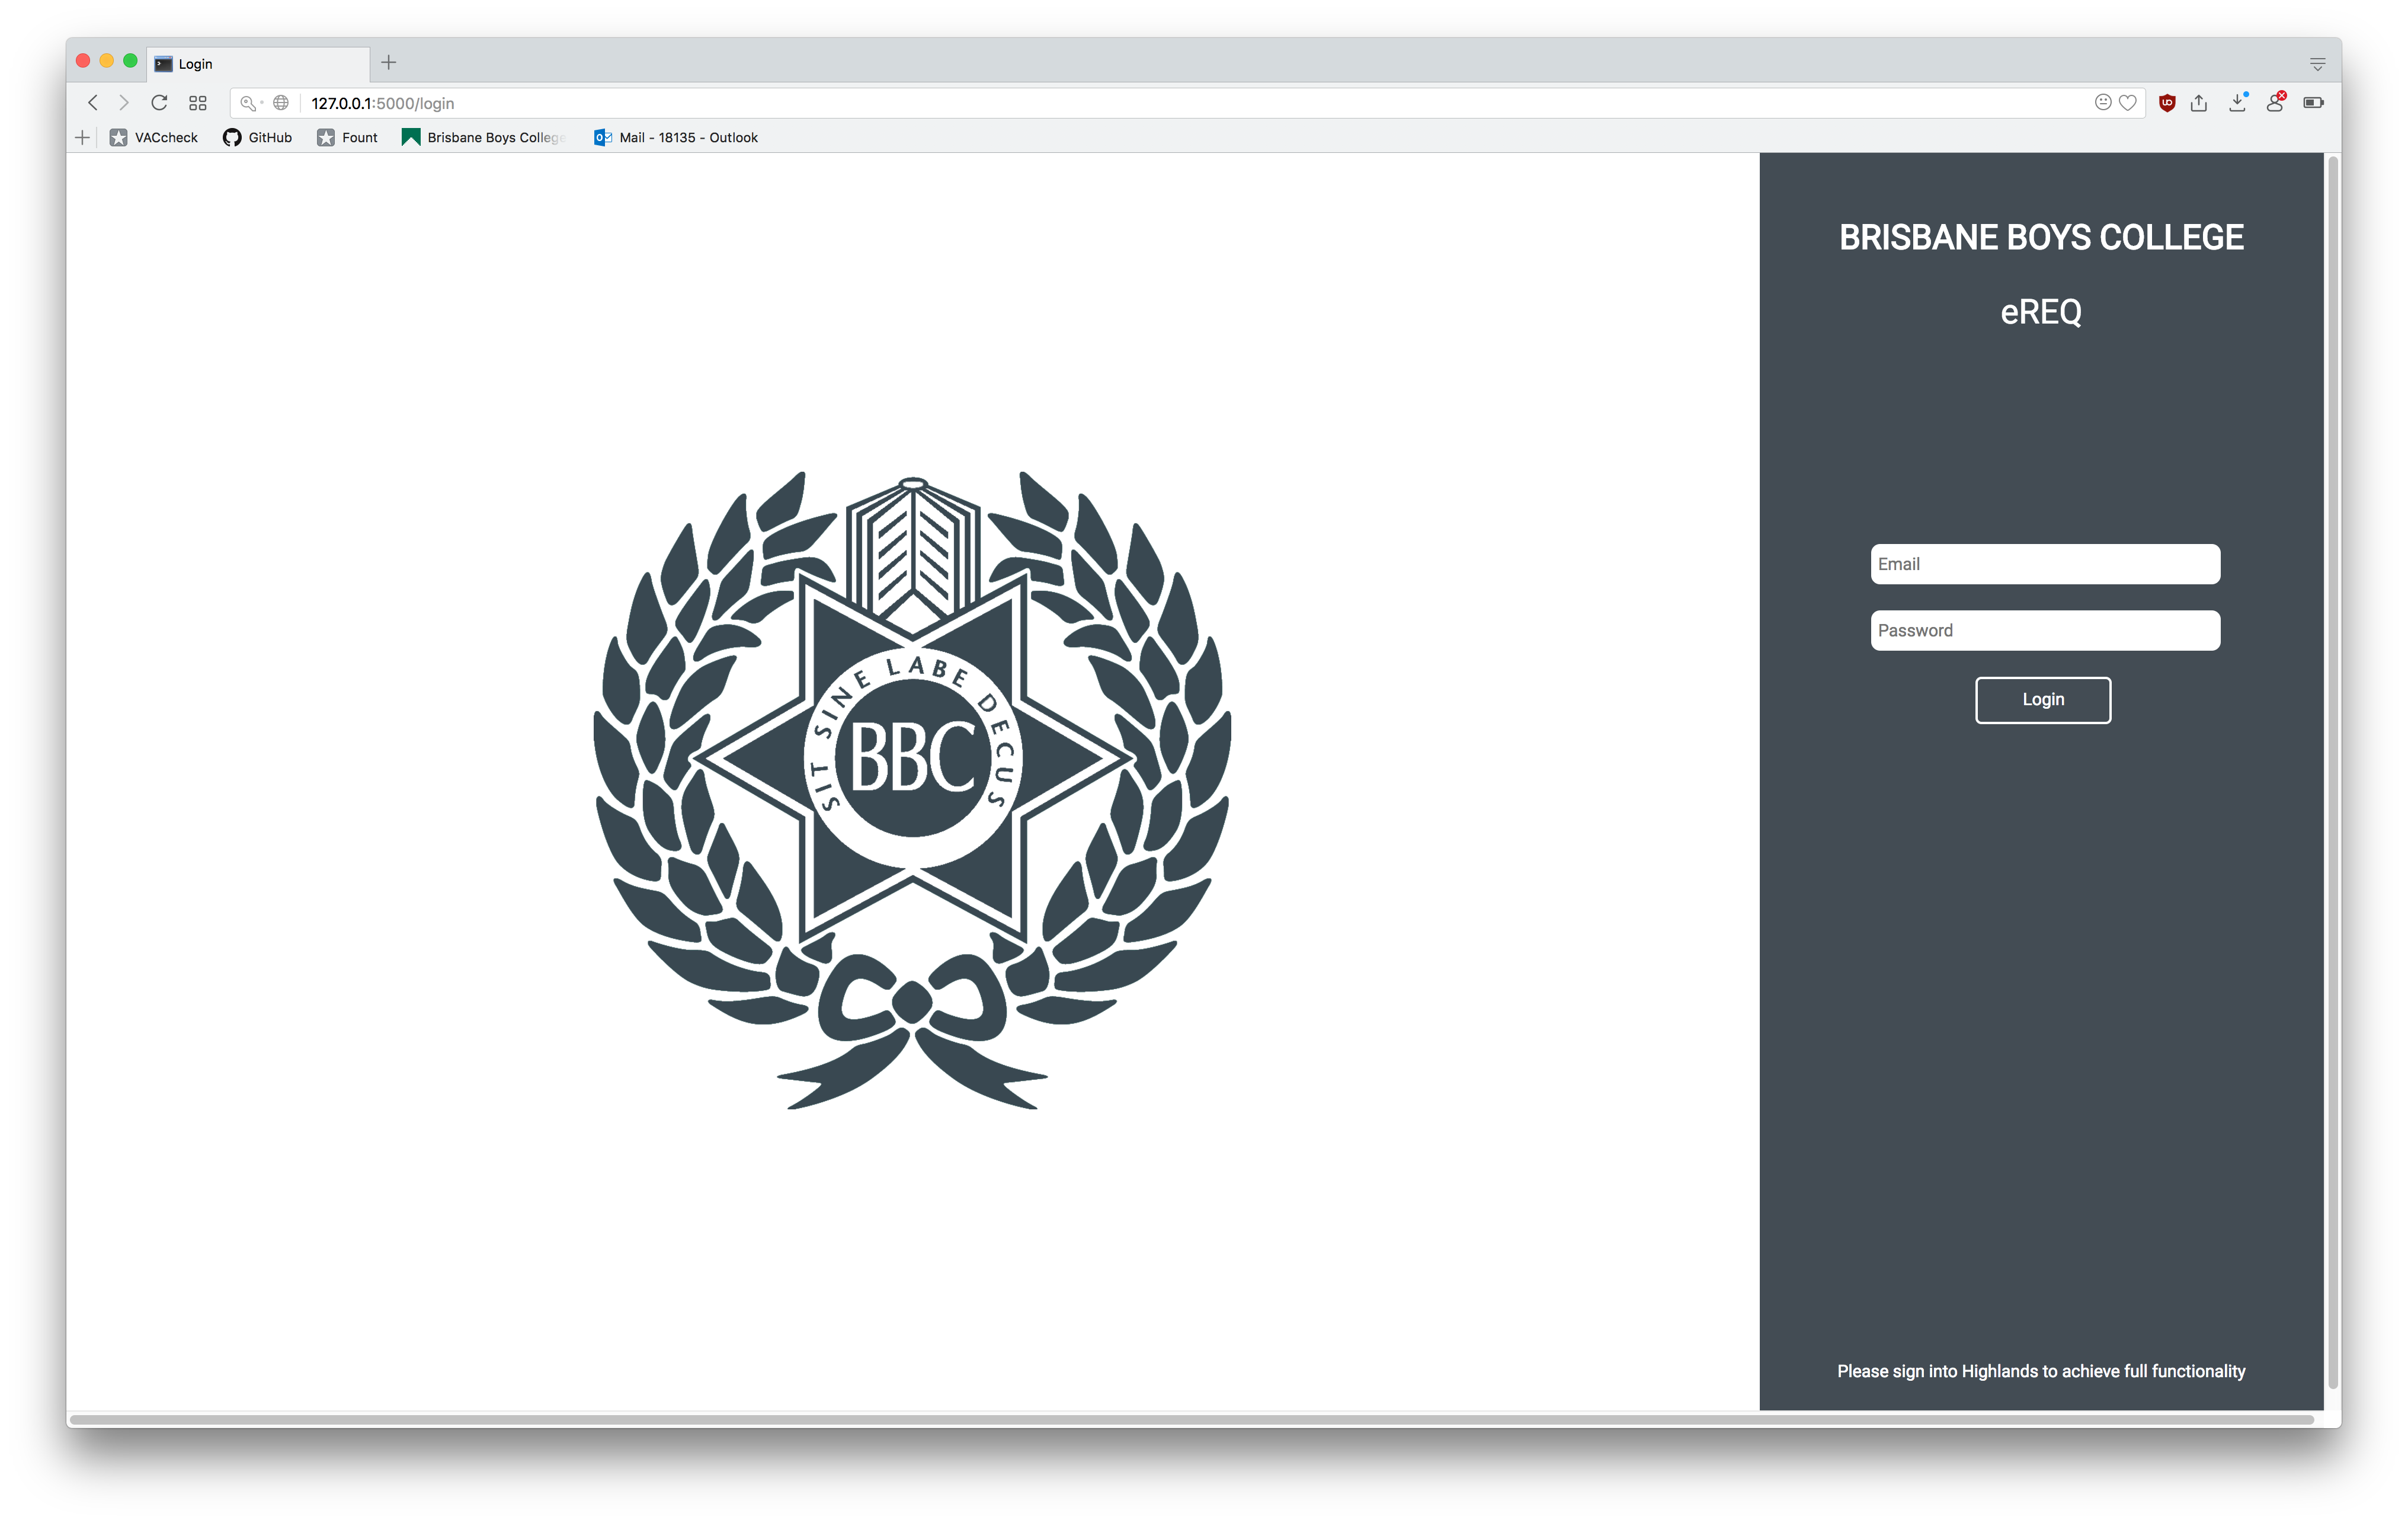 Login
127.0.0.1:5000/login
VACcheck
GitHub
Fount
Brisbane Boys College
Mail - 18135 - Outlook
BRISBANE BOYS COLLEGE
eREQ
SIT SINE LABE DECUS
BBC
Email
Password
Login
Please sign into Highlands to achieve full functionality